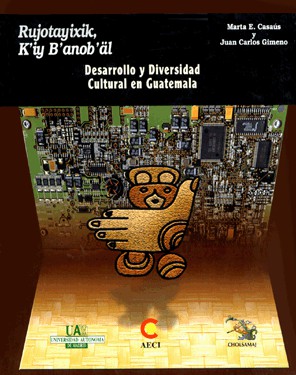 Rujotayixik,
K'iy B'anob'äl
Marta E. Casaús
y
Juan Carlos Gimeno
Desarrollo y Diversidad
Cultural en Guatemala
UA
UNIVERSIDAD AUTONOMA
DE MADRID
C
AECI
CHOLSAMAJ